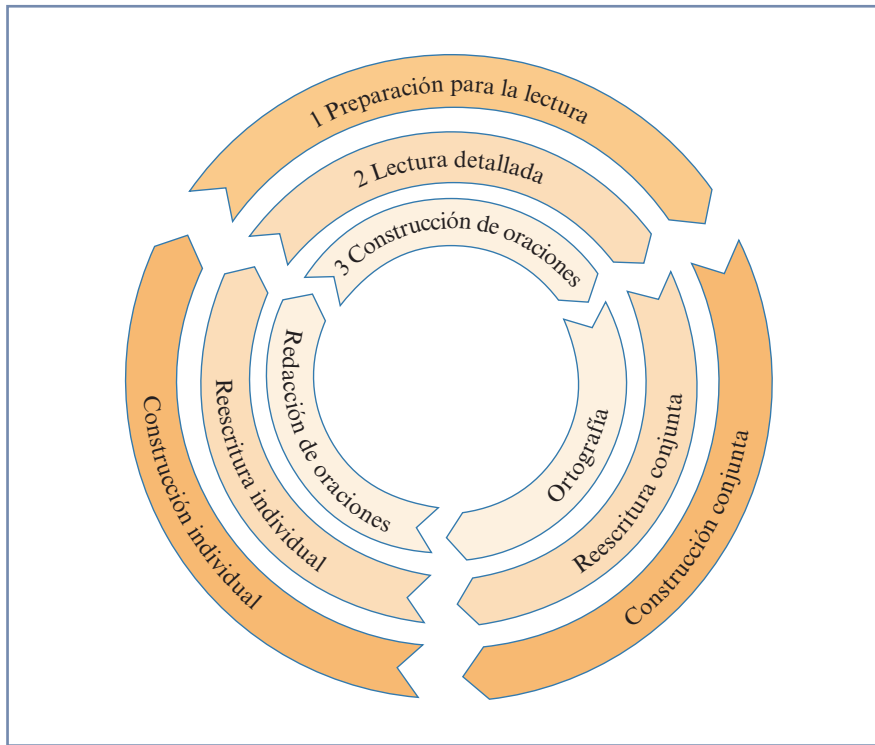 1 Preparación para la lectura
2 Lectura detallada
3 Construcción de oraciones
Construcción conjunta
Reescritura conjunta
Ortografía
Construcción individual
Reescritura individual
Redacción de oraciones